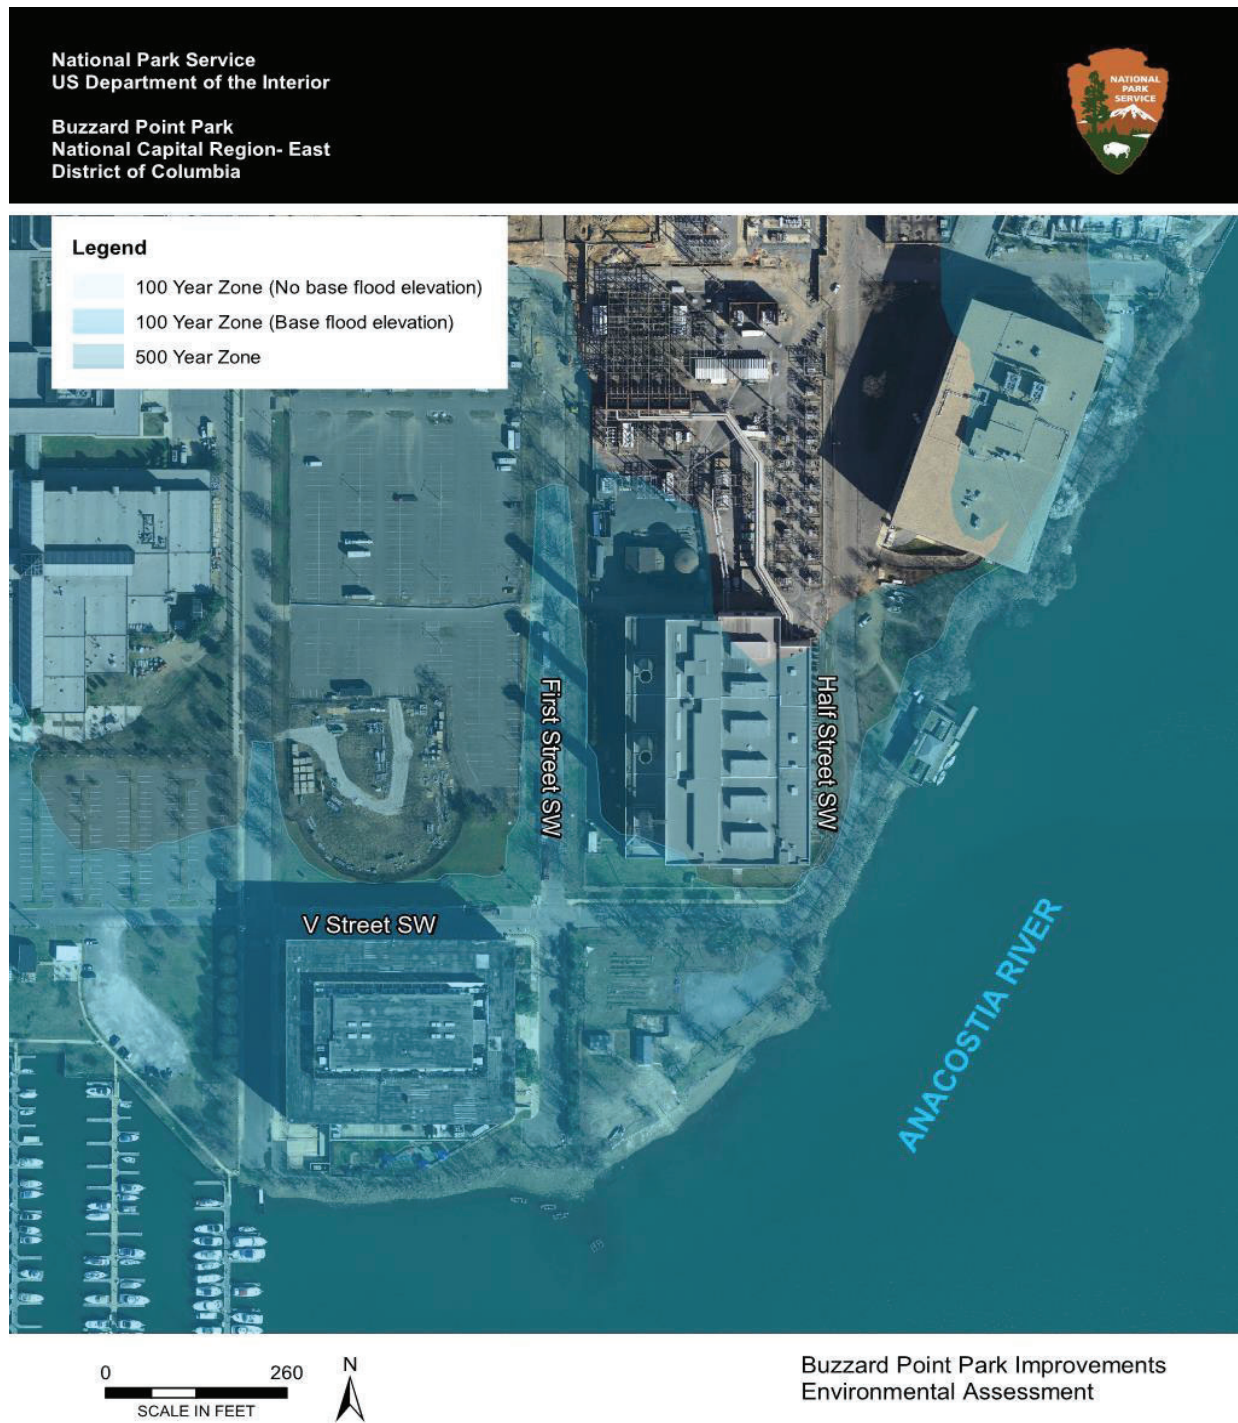 National Park Service
US Department of the Interior
Buzzard Point Park
National Capital Region- East
District of Columbia
NATIONAL
PARK
SERVICE
Legend
100 Year Zone (No base flood elevation)
100 Year Zone (Base flood elevation)
500 Year Zone
First Street SW
Half Street SW
V Street SW
ANACOSTIA RIVER
0 260
SCALE IN FEET
N
Buzzard Point Park Improvements
Environmental Assessment